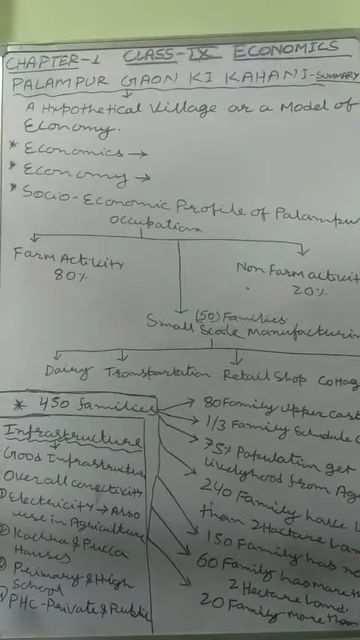 CHAPTER-1 CLASS-IX ECONOMICS
PALAMPUR GAON KI KAHANI-SUMMARY
A Hypothetical Village as a Model of
Economy.
* Economics →
* Economy →
* Socio-Economic Profile of Palampur
Occupation
Farm Activity
80%
Non Farm activit
20%
(50) Families
Small Scale Manufacturin
Dairy Transportation Retail Shop Cottag
* 450 families
80 Family Upper cast
1/3 Family Schedule C
75% Population get
livelyhood from Ag
240 Family have L
than 2 Hectare Lan
150 Family has no
60 Family has more th
2 Hectare Land
20 Family more than
Infrastructure
Good Infrastructure
Overall conectivity
① Electericity → Also
use in Agriculture
② Kachha & Pucca
Houses
③ Perimary & High
School
④ PHC-Private & Public